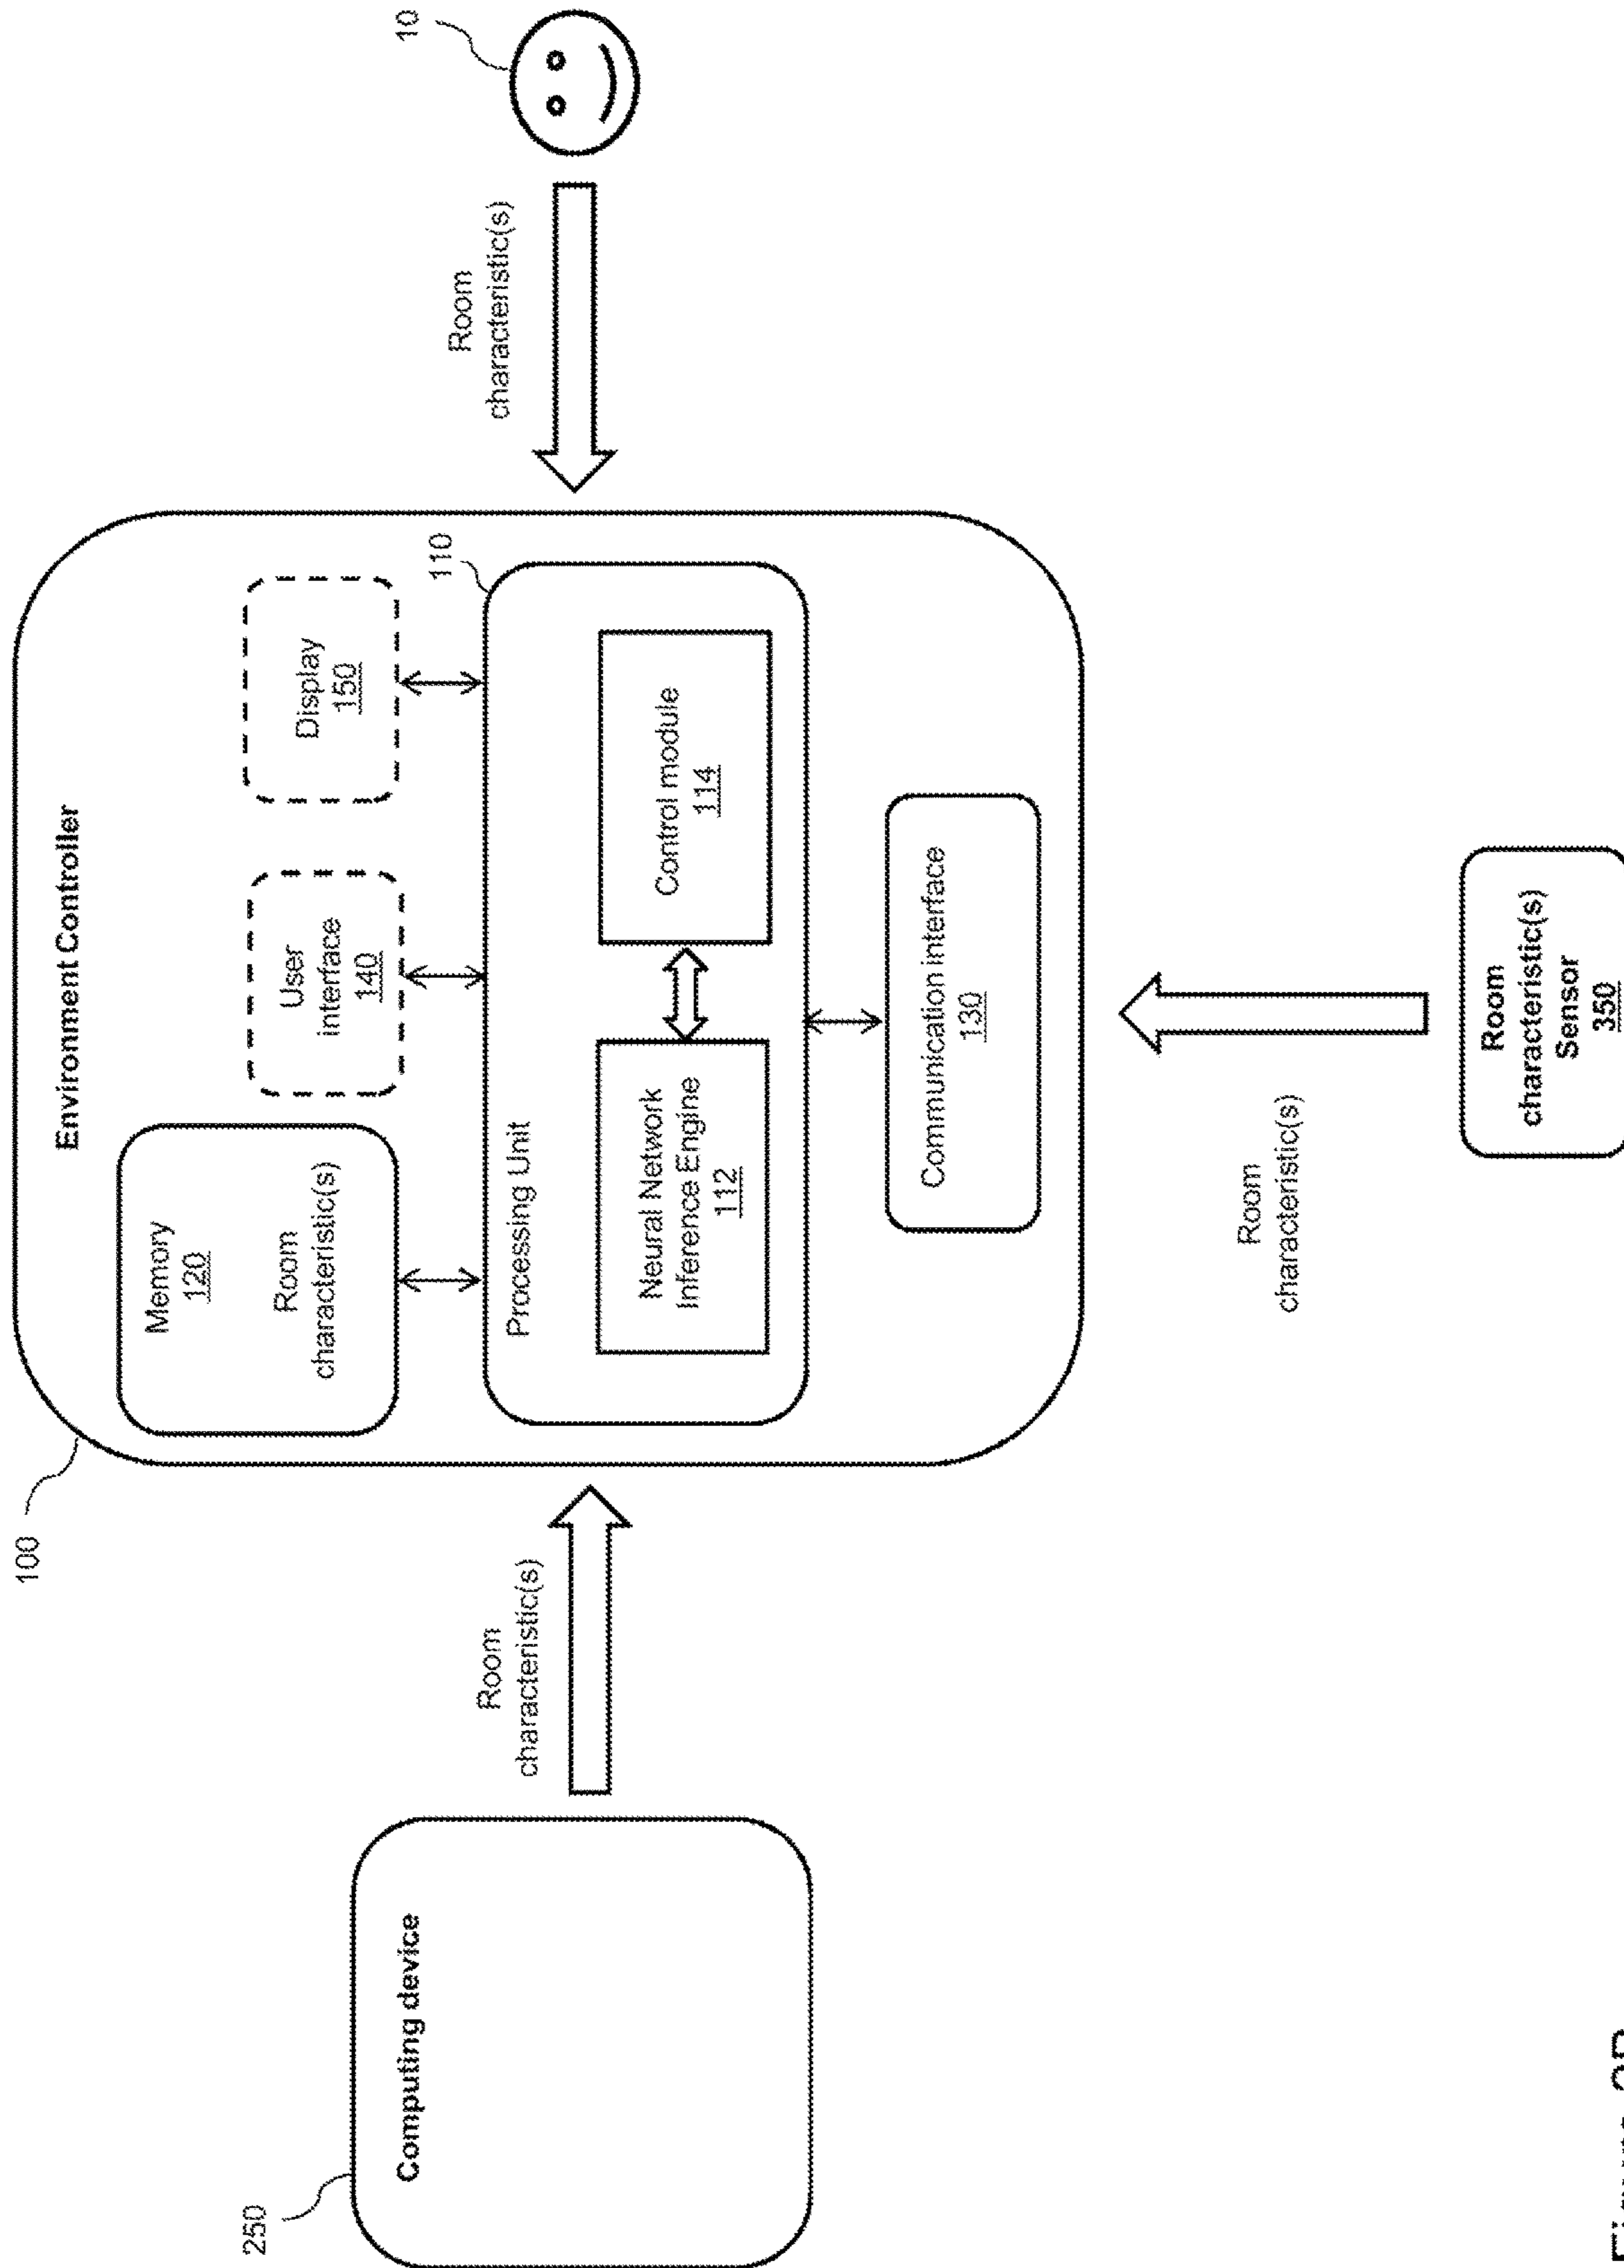 100
Environment Controller
10
Memory
120
Room
characteristic(s)
User
interface
140
Display
150
110
250
Computing device
Room
characteristic(s)
Room
characteristic(s)
Processing Unit
Neural Network
Inference Engine
112
Control module
114
Communication interface
130
Room
characteristic(s)
Room
characteristic(s)
Sensor
350
Figure